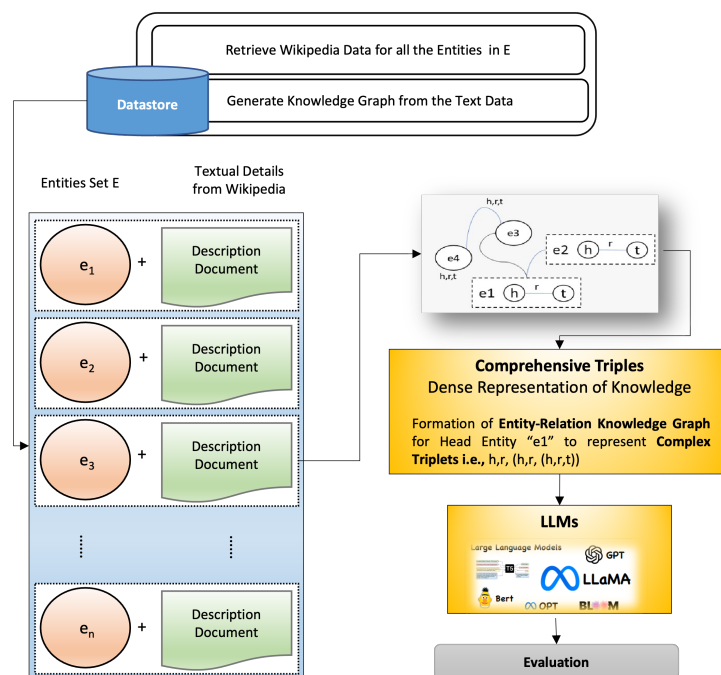 Retrieve Wikipedia Data for all the Entities in E
Datastore
Generate Knowledge Graph from the Text Data
Entities Set E
Textual Details
from Wikipedia
e1
+
Description
Document
e2
+
Description
Document
e3
+
Description
Document
en
+
Description
Document
h,r,t
e3
e4
h,r,t
e2 h r t
e1 h r t
Comprehensive Triples
Dense Representation of Knowledge
Formation of Entity-Relation Knowledge Graph
for Head Entity “e1” to represent Complex
Triplets i.e., h,r, (h,r, (h,r,t))
LLMs
Large Language Models
GPT
T5
LLaMA
Bert
OPT
BLOOM
Evaluation